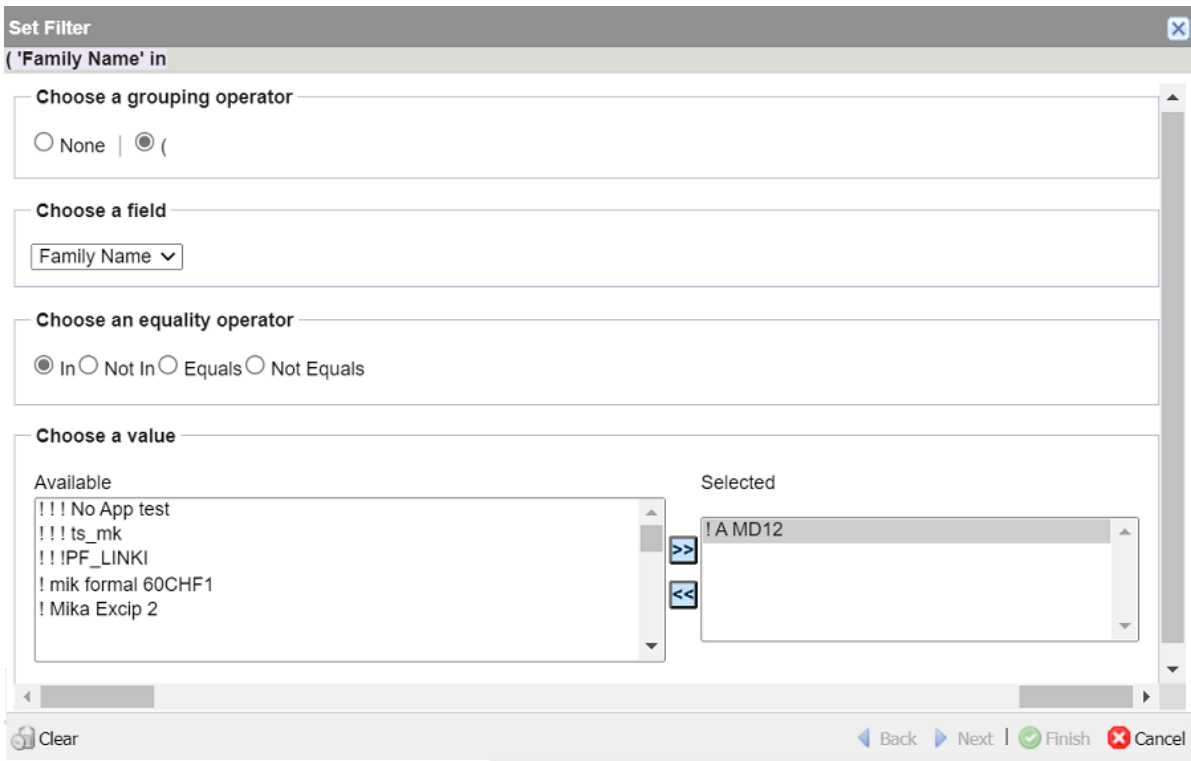 Set Filter
( 'Family Name' in
Choose a grouping operator
None | (
Choose a field
Family Name
Choose an equality operator
In Not In Equals Not Equals
Choose a value
Available Selected
! ! ! No App test
! ! ! ts_mk
! ! !PF_LINKI
! mik formal 60CHF1
! Mika Excip 2
>>
<<
! A MD12
Clear Back Next | Finish Cancel